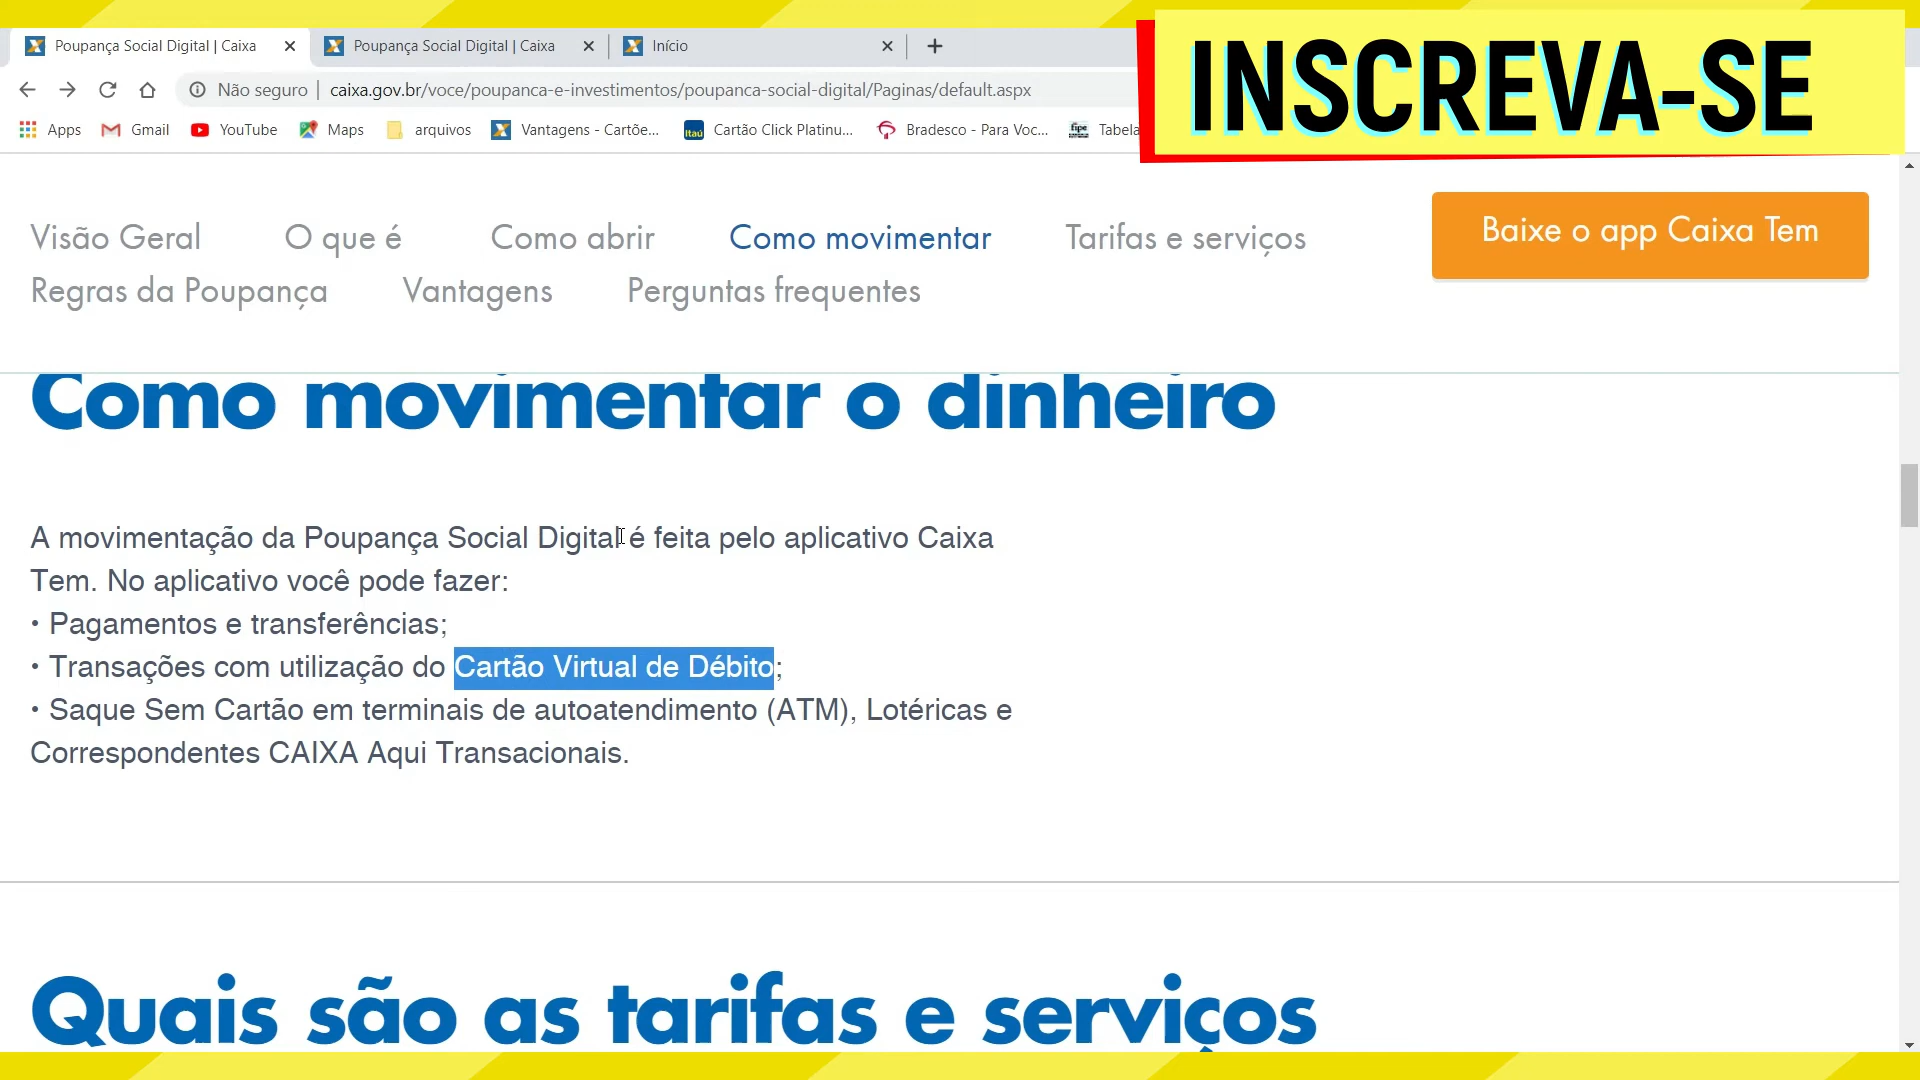 INSCREVA-SE
Poupança Social Digital | Caixa
Poupança Social Digital | Caixa
Início
Não seguro | caixa.gov.br/voce/poupanca-e-investimentos/poupanca-social-digital/Paginas/default.aspx
Apps Gmail YouTube Maps arquivos Vantagens - Cartõe... Itaú Cartão Click Platinu... Bradesco - Para Voc... fipe Tabela
Visão Geral O que é Como abrir Como movimentar Tarifas e serviços
Baixe o app Caixa Tem
Regras da Poupança Vantagens Perguntas frequentes
Como movimentar o dinheiro
A movimentação da Poupança Social Digital é feita pelo aplicativo Caixa
Tem. No aplicativo você pode fazer:
• Pagamentos e transferências;
• Transações com utilização do Cartão Virtual de Débito;
• Saque Sem Cartão em terminais de autoatendimento (ATM), Lotéricas e
Correspondentes CAIXA Aqui Transacionais.
Quais são as tarifas e serviços